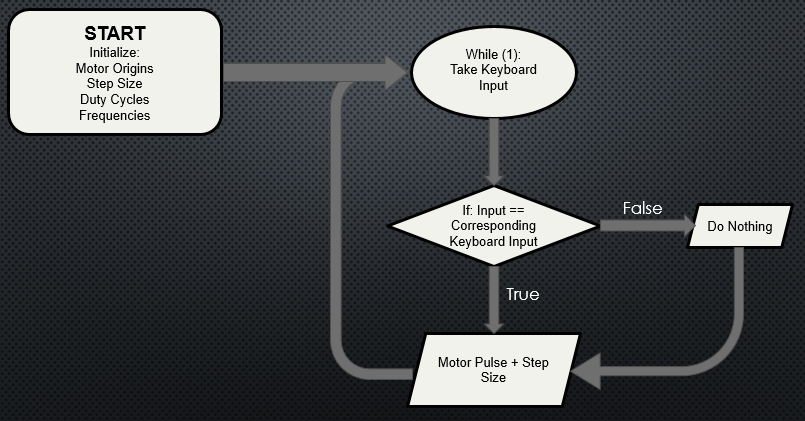 START
Initialize:
Motor Origins
Step Size
Duty Cycles
Frequencies
While (1):
Take Keyboard
Input
If: Input ==
Corresponding
Keyboard Input
False
Do Nothing
True
Motor Pulse + Step
Size